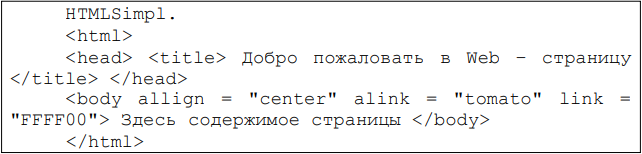 HTMLSimpl.
<html>
<head> <title> Добро пожаловать в Web – страницу
</title> </head>
<body allign = "center" alink = "tomato" link =
"FFFF00"> Здесь содержимое страницы </body>
</html>